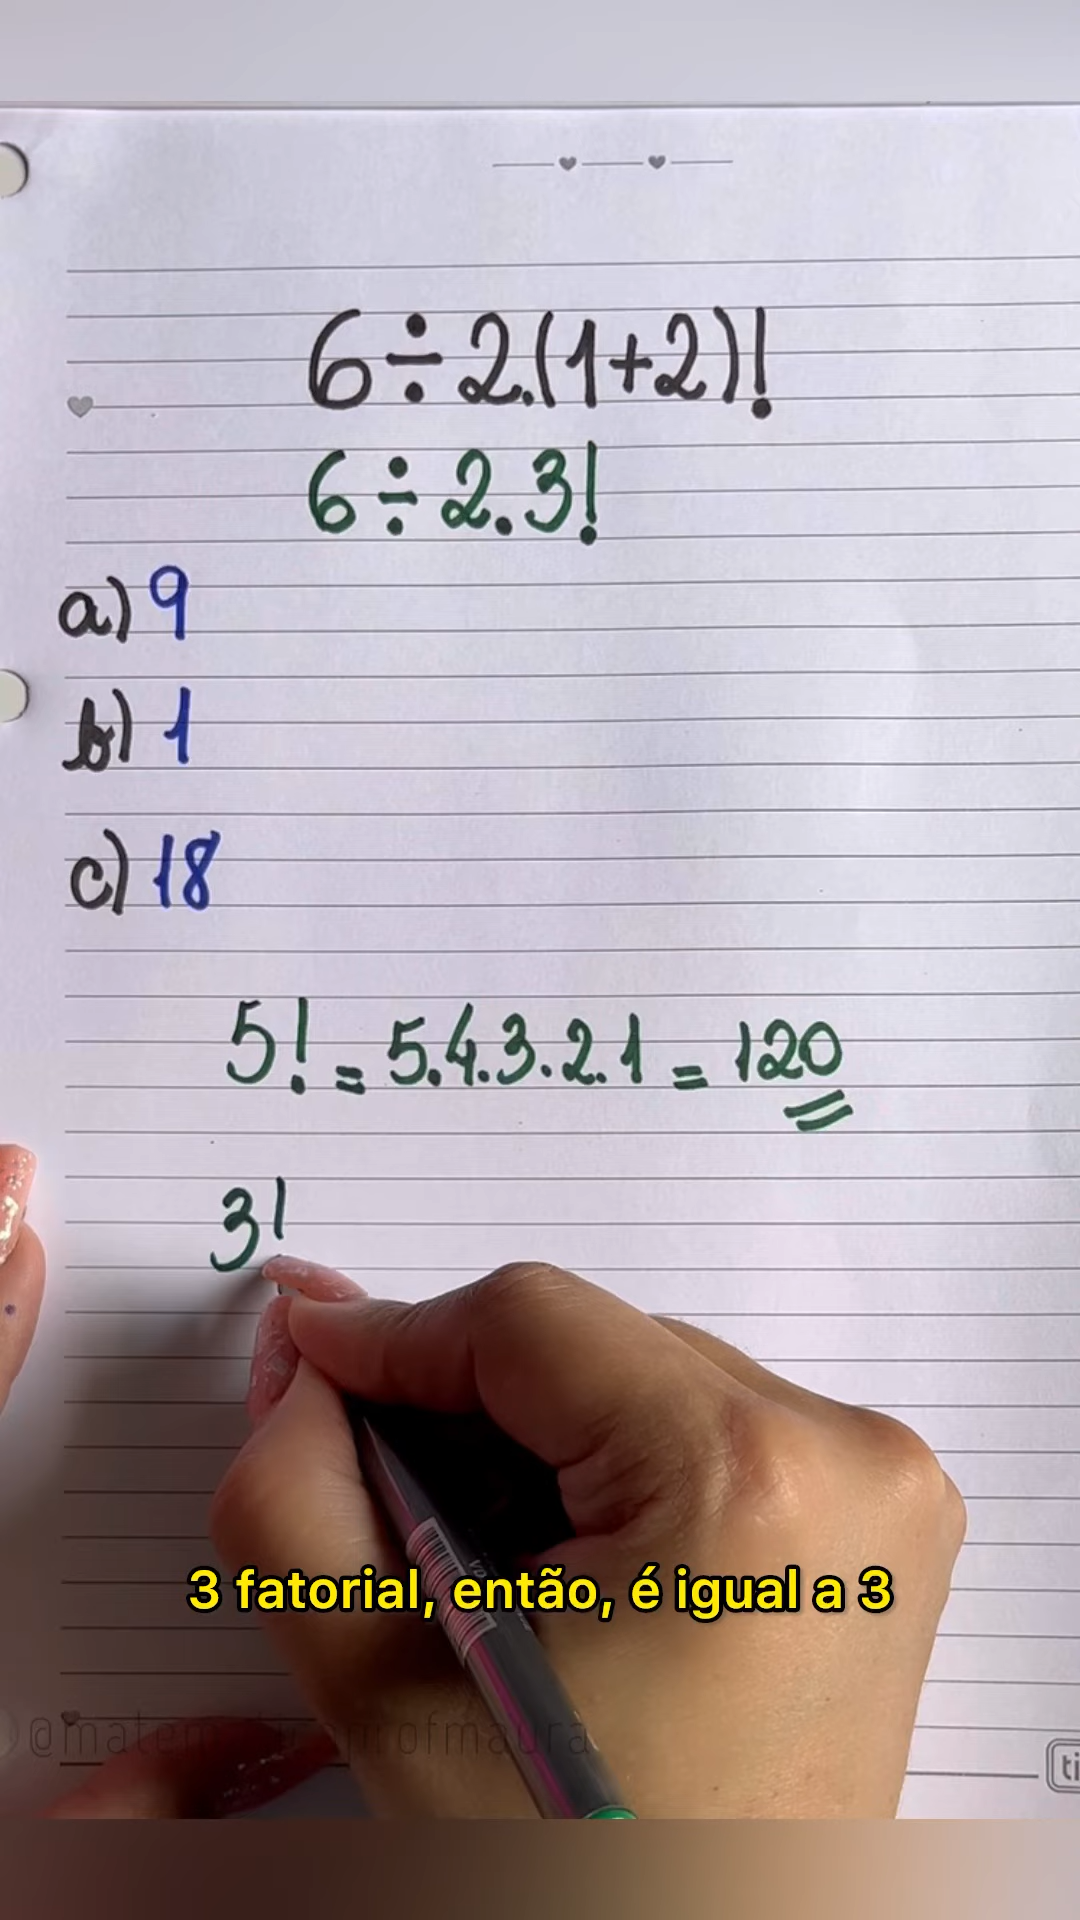 6÷2.(1+2)!
6÷2.3!
a) 9
b) 1
c) 18
5! = 5.4.3.2.1 = 120
3!
3 fatorial, então, é igual a 3
ti